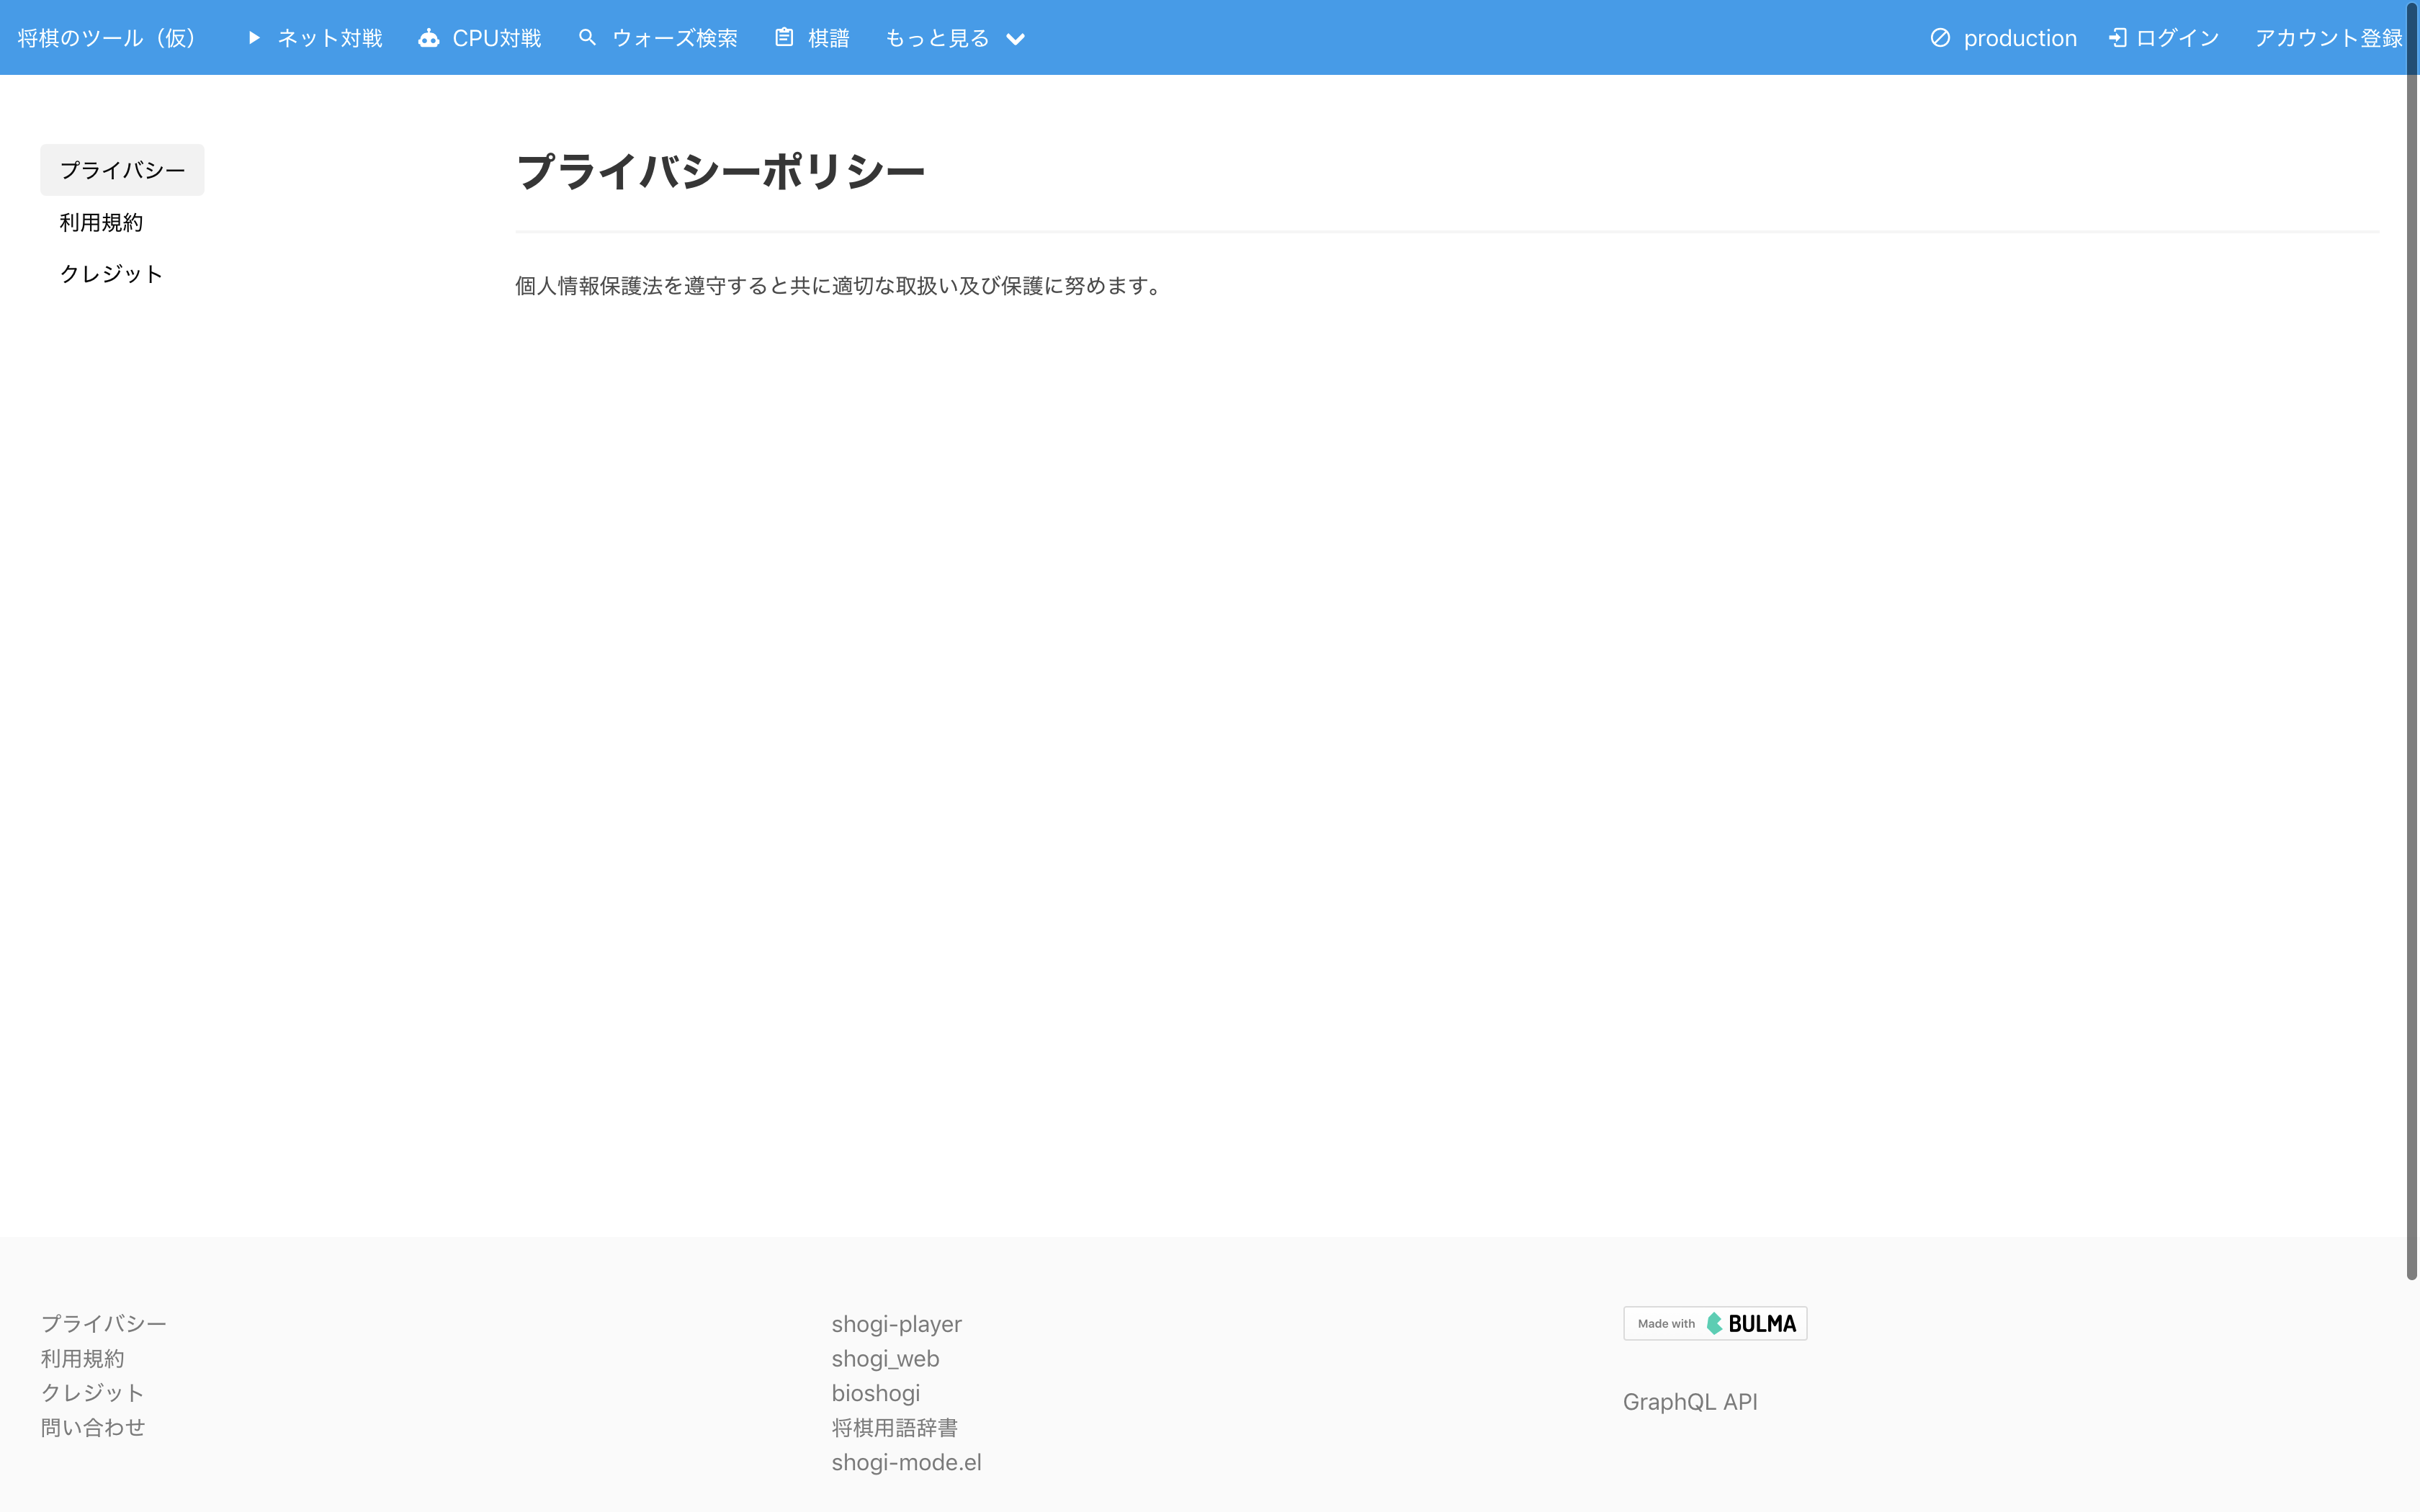 将棋のツール（仮） ネット対戦 CPU対戦 ウォーズ検索 棋譜 もっと見る production ログイン アカウント登録
プライバシー
利用規約
クレジット
プライバシーポリシー
個人情報保護法を遵守すると共に適切な取扱い及び保護に努めます。
プライバシー
利用規約
クレジット
問い合わせ
shogi-player
shogi_web
bioshogi
将棋用語辞書
shogi-mode.el
Made with BULMA
GraphQL API